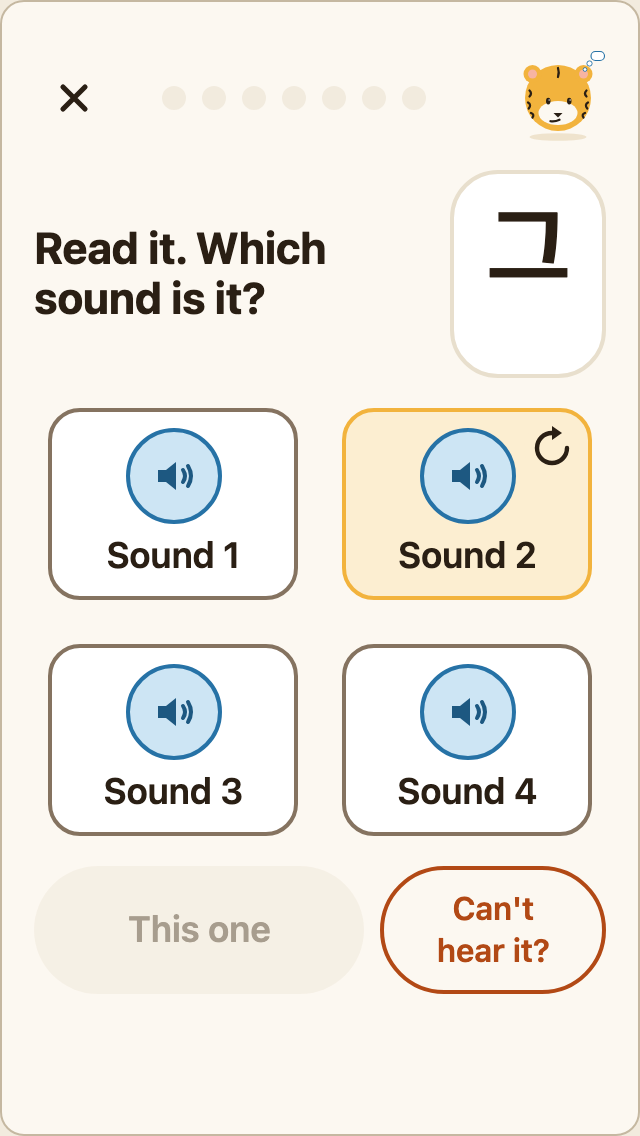 Read it. Which
sound is it?
그
Sound 1
Sound 2
Sound 3
Sound 4
This one
Can't
hear it?